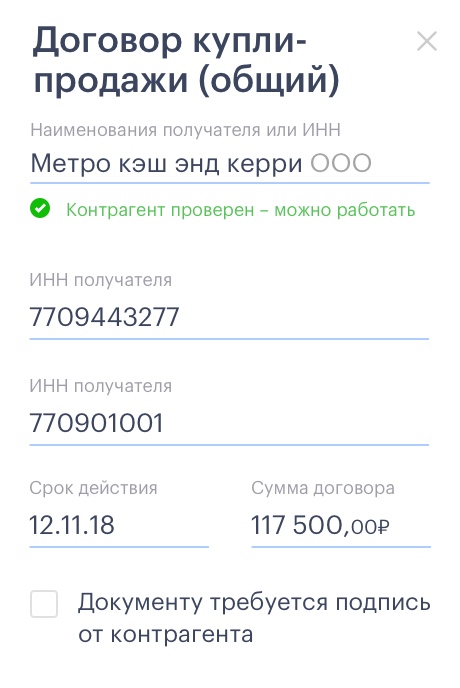 Договор купли-
продажи (общий)
Наименования получателя или ИНН
Метро кэш энд керри ООО
Контрагент проверен – можно работать
ИНН получателя
7709443277
ИНН получателя
770901001
Срок действия Сумма договора
12.11.18 117 500,00₽
Документу требуется подпись
от контрагента